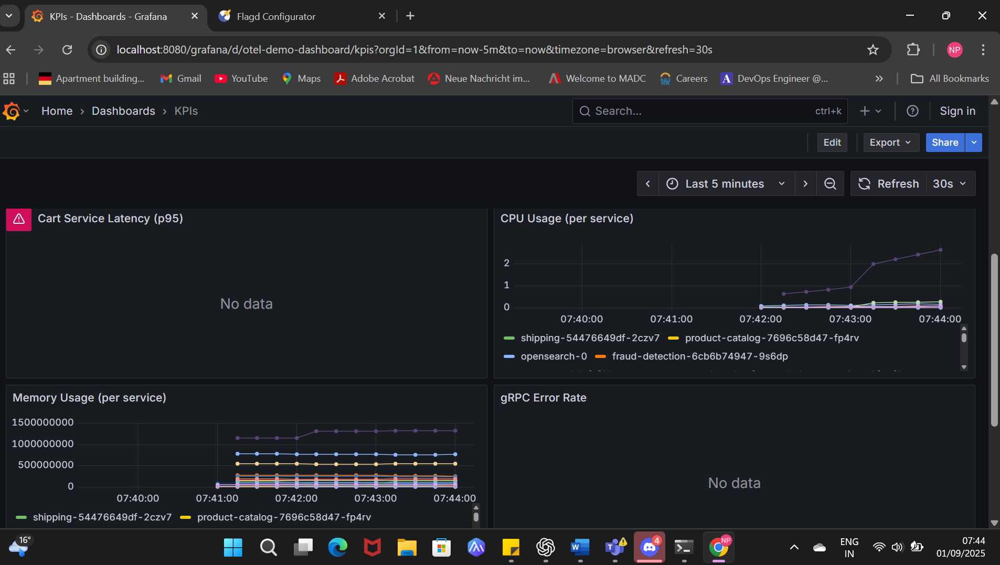 KPIs - Dashboards - Grafana
Flagd Configurator
localhost:8080/grafana/d/otel-demo-dashboard/kpis?orgId=1&from=now-5m&to=now&timezone=browser&refresh=30s
NP
Apartment building...
Gmail
YouTube
Maps
Adobe Acrobat
Neue Nachricht im...
Welcome to MADC
Careers
A
DevOps Engineer @...
»
All Bookmarks
Home › Dashboards › KPIs
Search...
ctrl+k
Sign in
Edit
Export
Share
Last 5 minutes
Refresh
30s
Cart Service Latency (p95)
No data
CPU Usage (per service)
2
1
0
07:40:00 07:41:00 07:42:00 07:43:00 07:44:00
shipping-54476649df-2czv7 product-catalog-7696c58d47-fp4rv
opensearch-0 fraud-detection-6cb6b74947-9s6dp
Memory Usage (per service)
1500000000
1000000000
500000000
0
07:40:00 07:41:00 07:42:00 07:43:00 07:44:00
shipping-54476649df-2czv7 product-catalog-7696c58d47-fp4rv
gRPC Error Rate
No data
16°
W
T
4
NP
ENG
IN
07:44
01/09/2025